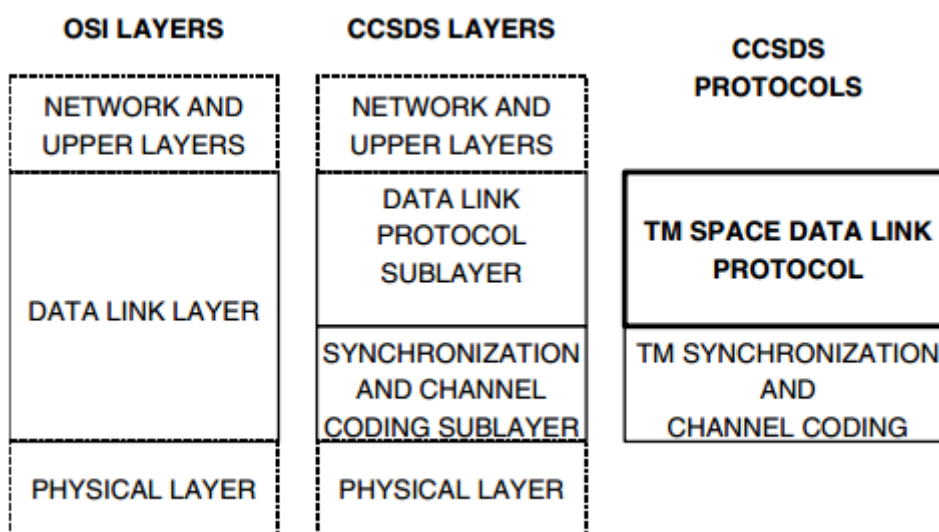 OSI LAYERS
CCSDS LAYERS
CCSDS
PROTOCOLS
NETWORK AND
UPPER LAYERS
NETWORK AND
UPPER LAYERS
DATA LINK LAYER
DATA LINK
PROTOCOL
SUBLAYER
TM SPACE DATA LINK
PROTOCOL
SYNCHRONIZATION
AND CHANNEL
CODING SUBLAYER
TM SYNCHRONIZATION
AND
CHANNEL CODING
PHYSICAL LAYER
PHYSICAL LAYER